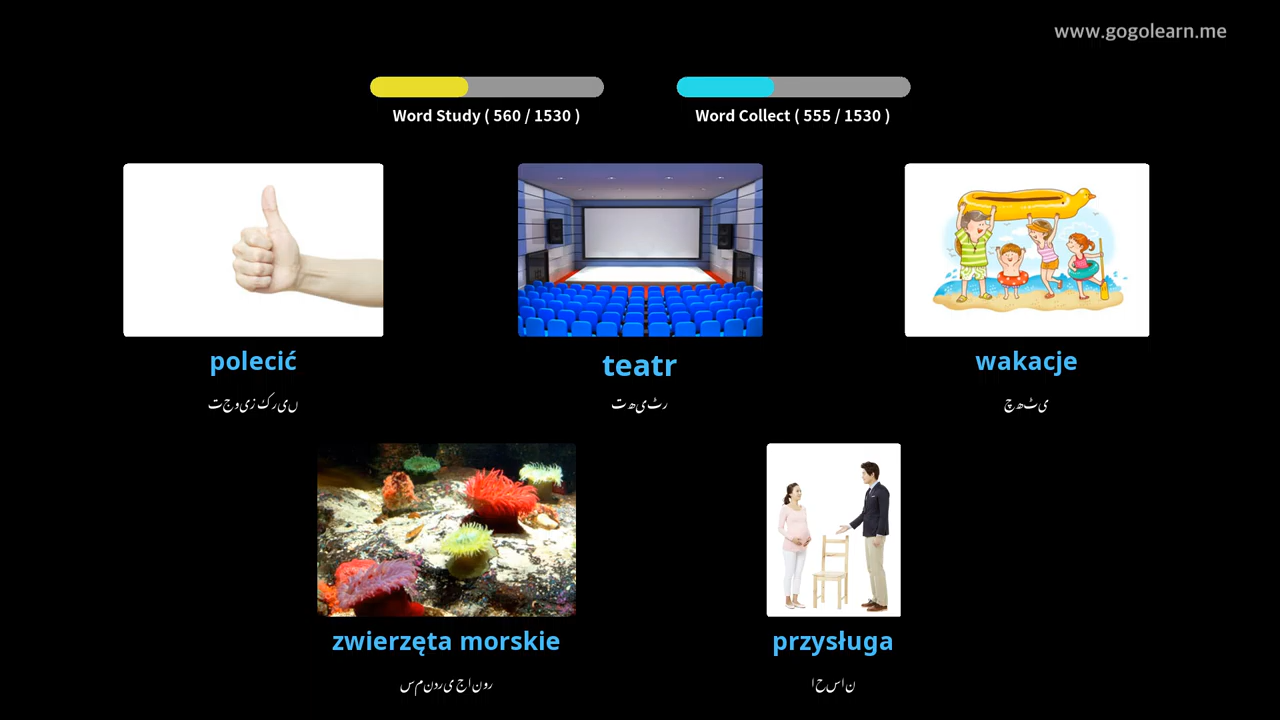 www.gogolearn.me
Word Study ( 560 / 1530 )
Word Collect ( 555 / 1530 )
polecić
teatr
wakacje
تجویز کریں
تھیٹر
چھٹی
zwierzęta morskie
przysługa
سمندری جانور
احسان